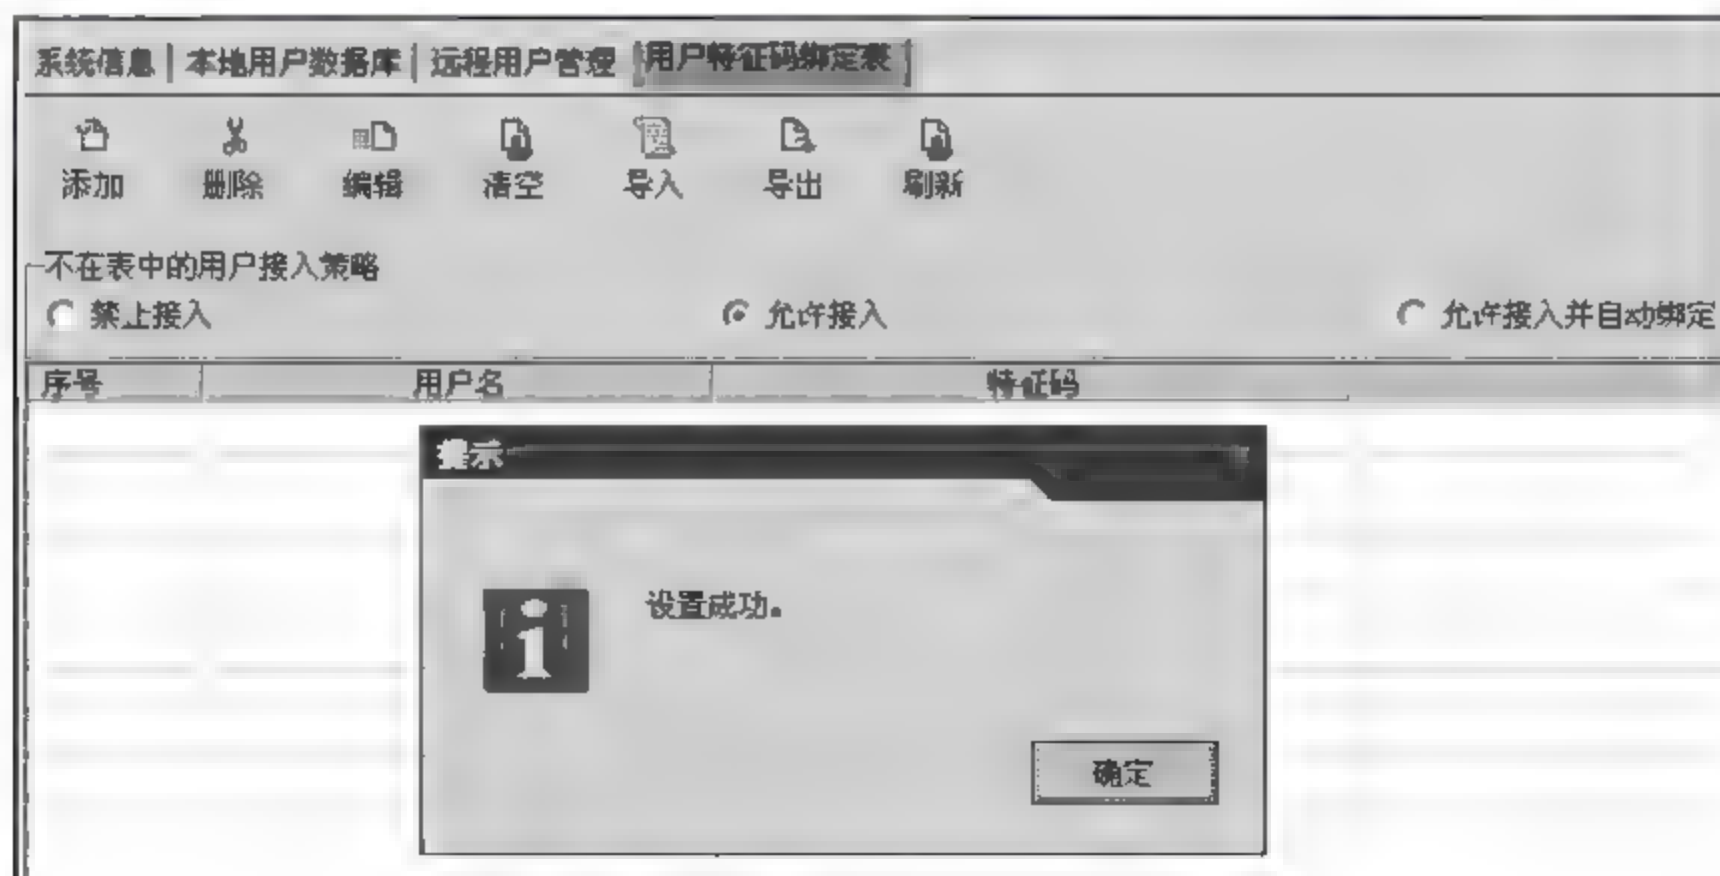 系统信息 本地用户数据库 远程用户管理 用户特征码绑定表
添加 删除 编辑 清空 导入 导出 刷新
不在表中的用户接入策略
禁止接入 允许接入 允许接入并自动绑定
序号 用户名 特征码
提示
设置成功。
确定